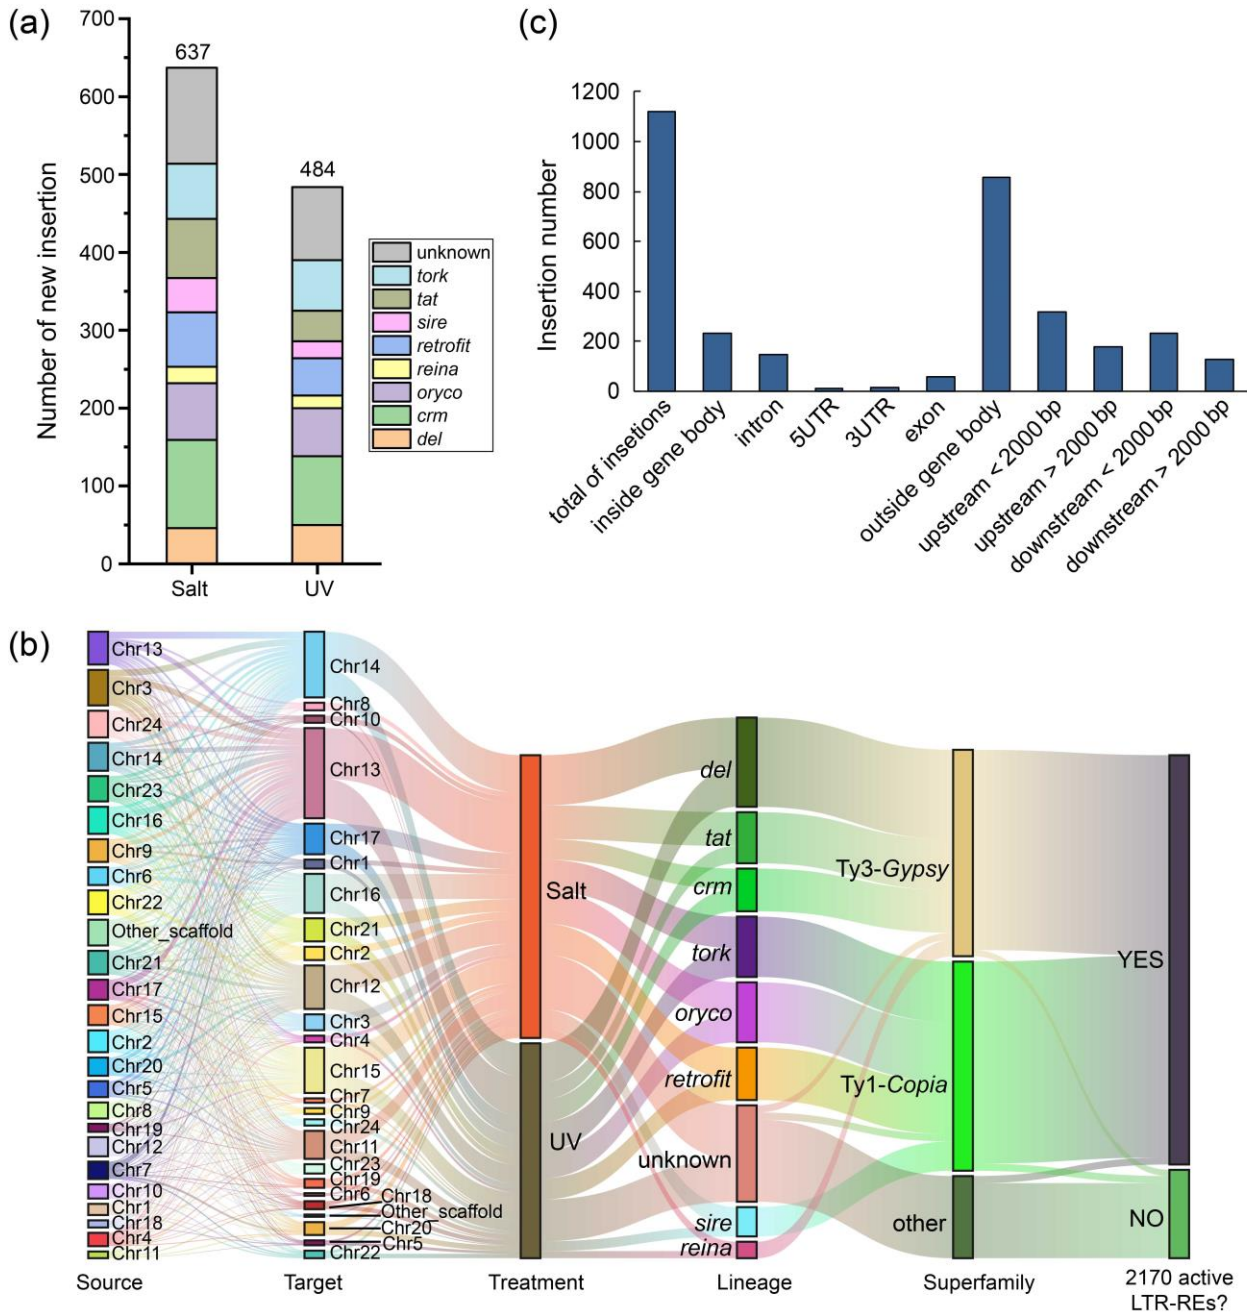 (a)
700
600
500
400
300
200
100
0
Number of new insertion
637
484
Salt
UV
unknown
tork
tat
sire
retrofit
reina
oryco
crm
del
(c)
1200
1000
800
600
400
200
0
Insertion number
total of insetions
inside gene body
intron
5UTR
3UTR
exon
outside gene body
upstream < 2000 bp
upstream > 2000 bp
downstream < 2000 bp
downstream > 2000 bp
(b)
Chr13
Chr3
Chr24
Chr14
Chr23
Chr16
Chr9
Chr6
Chr22
Other_scaffold
Chr21
Chr17
Chr15
Chr2
Chr20
Chr5
Chr8
Chr19
Chr12
Chr7
Chr10
Chr1
Chr18
Chr4
Chr11
Source
Chr14
Chr8
Chr10
Chr13
Chr17
Chr1
Chr16
Chr21
Chr2
Chr12
Chr3
Chr4
Chr15
Chr7
Chr9
Chr24
Chr11
Chr23
Chr19
Chr6
Chr18
Other_scaffold
Chr20
Chr5
Chr22
Target
Salt
UV
Treatment
del
tat
crm
tork
oryco
retrofit
unknown
sire
reina
Lineage
Ty3-Gypsy
Ty1-Copia
other
Superfamily
YES
NO
2170 active
LTR-REs?